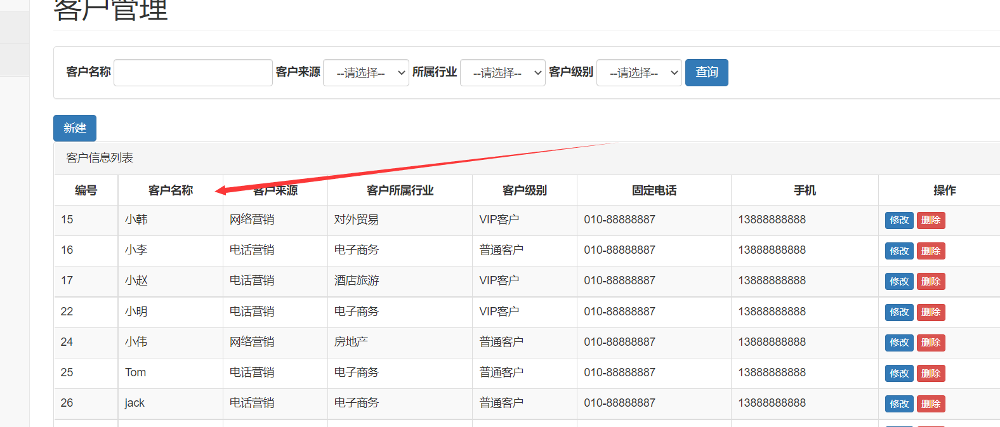 客户管理
客户名称 客户来源 --请选择-- 所属行业 --请选择-- 客户级别 --请选择-- 查询
新建
客户信息列表
编号 客户名称 客户来源 客户所属行业 客户级别 固定电话 手机 操作
15 小韩 网络营销 对外贸易 VIP客户 010-88888887 13888888888 修改 删除
16 小李 电话营销 电子商务 普通客户 010-88888887 13888888888 修改 删除
17 小赵 电话营销 酒店旅游 VIP客户 010-88888887 13888888888 修改 删除
22 小明 电话营销 电子商务 VIP客户 010-88888887 13888888888 修改 删除
24 小伟 网络营销 房地产 普通客户 010-88888887 13888888888 修改 删除
25 Tom 电话营销 电子商务 普通客户 010-88888887 13888888888 修改 删除
26 jack 电话营销 电子商务 普通客户 010-88888887 13888888888 修改 删除